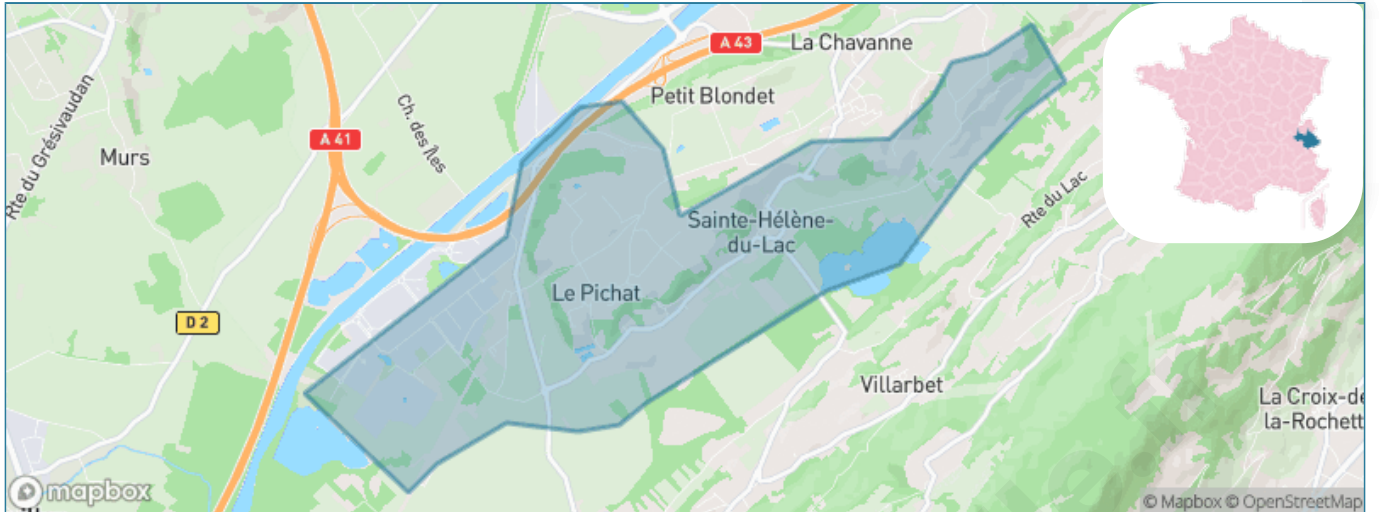 A 43
La Chavanne
Petit Blondet
Ch. des Îles
A 41
Rte du Grésivaudan
Murs
Sainte-Hélène-
du-Lac
Rte du Lac
Le Pichat
D 2
Villarbet
La Croix-de
la-Rochett
mapbox
© Mapbox © OpenStreetMap